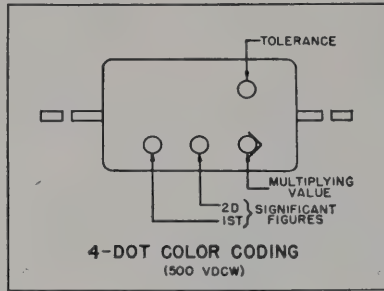 TOLERANCE
MULTIPLYING
VALUE
2D
1ST
SIGNIFICANT
FIGURES
4-DOT COLOR CODING
(500 VDCW)